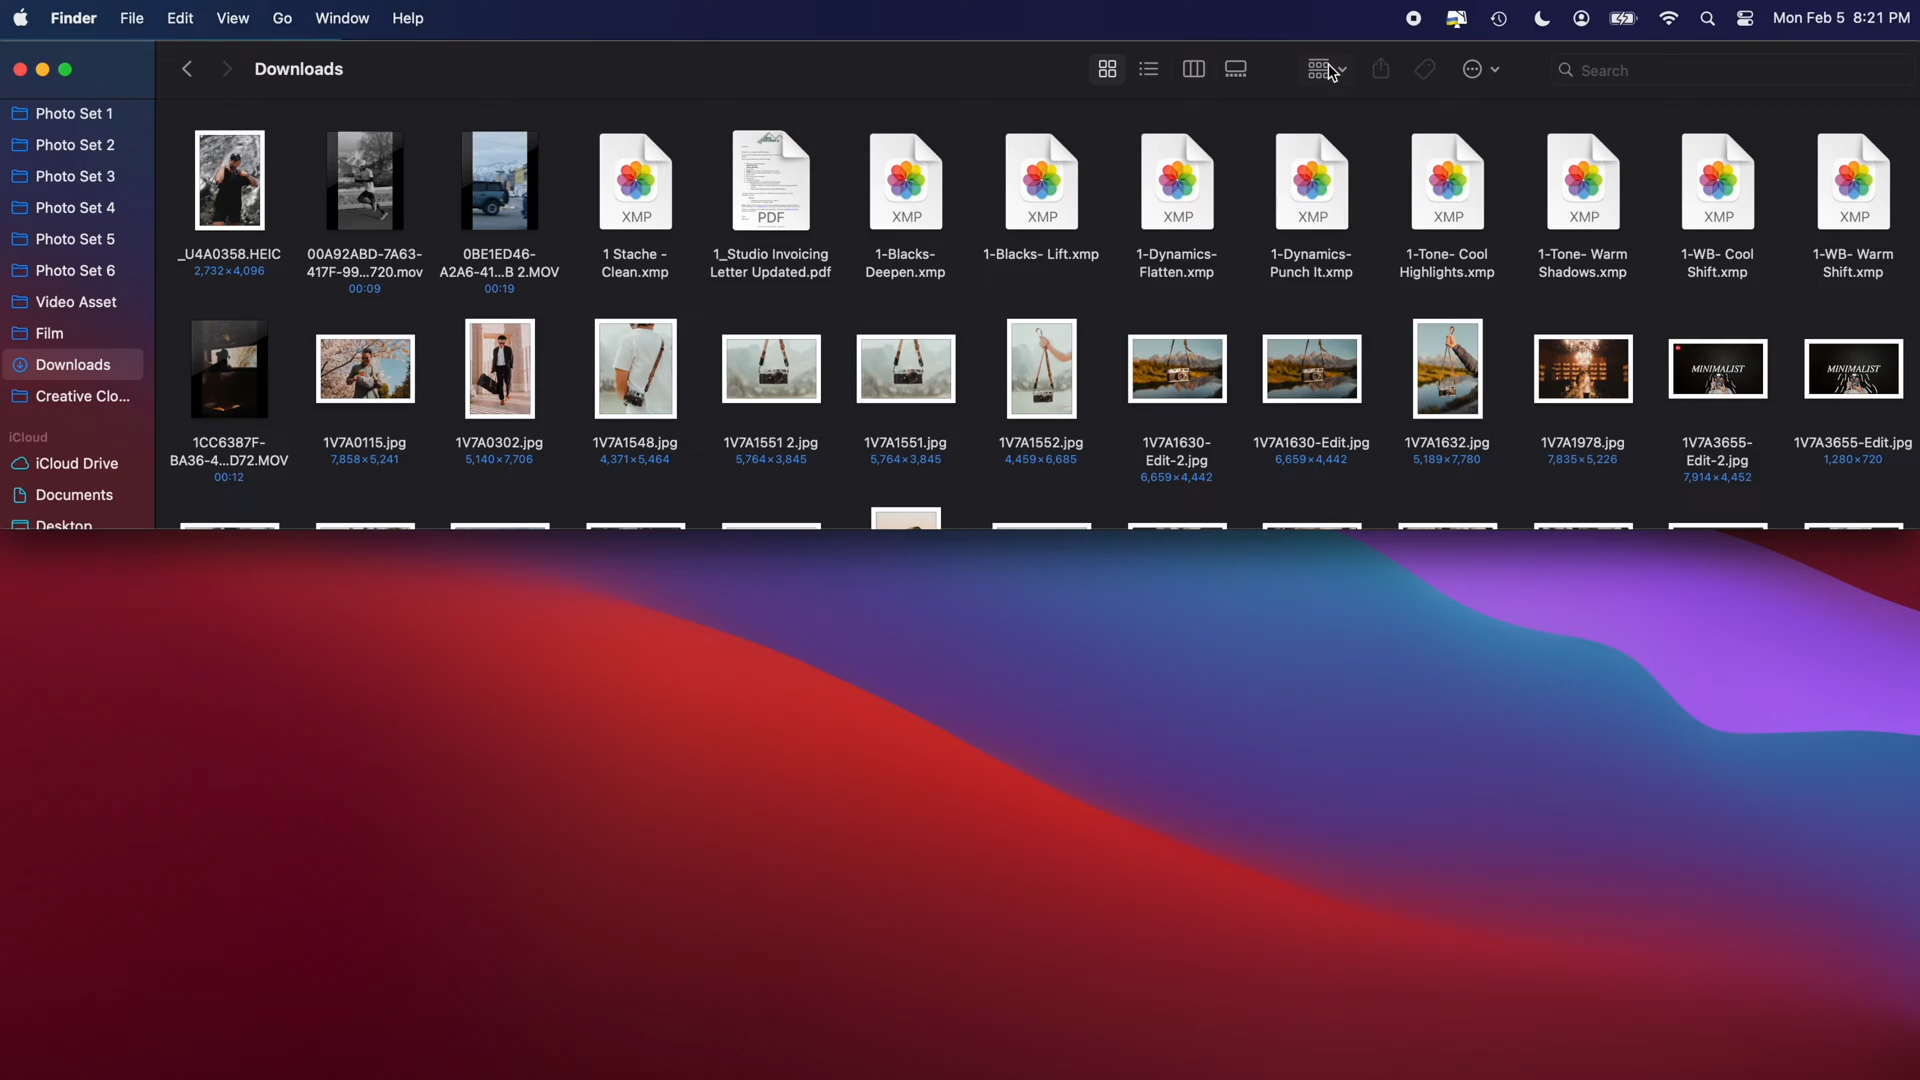 Finder File Edit View Go Window Help Mon Feb 5 8:21 PM
Downloads
Search
Photo Set 1
Photo Set 2
Photo Set 3
Photo Set 4
Photo Set 5
Photo Set 6
Video Asset
Film
Downloads
Creative Clo...
iCloud
iCloud Drive
Documents
Desktop
XMP PDF XMP XMP XMP XMP XMP XMP XMP XMP
_U4A0358.HEIC
2,732×4,096
00A92ABD-7A63-
417F-99...720.mov
00:09
0BE1ED46-
A2A6-41...B 2.MOV
00:19
1 Stache -
Clean.xmp
1_Studio Invoicing
Letter Updated.pdf
1-Blacks-
Deepen.xmp
1-Blacks- Lift.xmp
1-Dynamics-
Flatten.xmp
1-Dynamics-
Punch It.xmp
1-Tone- Cool
Highlights.xmp
1-Tone- Warm
Shadows.xmp
1-WB- Cool
Shift.xmp
1-WB- Warm
Shift.xmp
MINIMALIST MINIMALIST
1CC6387F-
BA36-4...D72.MOV
00:12
1V7A0115.jpg
7,858×5,241
1V7A0302.jpg
5,140×7,706
1V7A1548.jpg
4,371×5,464
1V7A1551 2.jpg
5,764×3,845
1V7A1551.jpg
5,764×3,845
1V7A1552.jpg
4,459×6,685
1V7A1630-
Edit-2.jpg
6,659×4,442
1V7A1630-Edit.jpg
6,659×4,442
1V7A1632.jpg
5,189×7,780
1V7A1978.jpg
7,835×5,226
1V7A3655-
Edit-2.jpg
7,914×4,452
1V7A3655-Edit.jpg
1,280×720